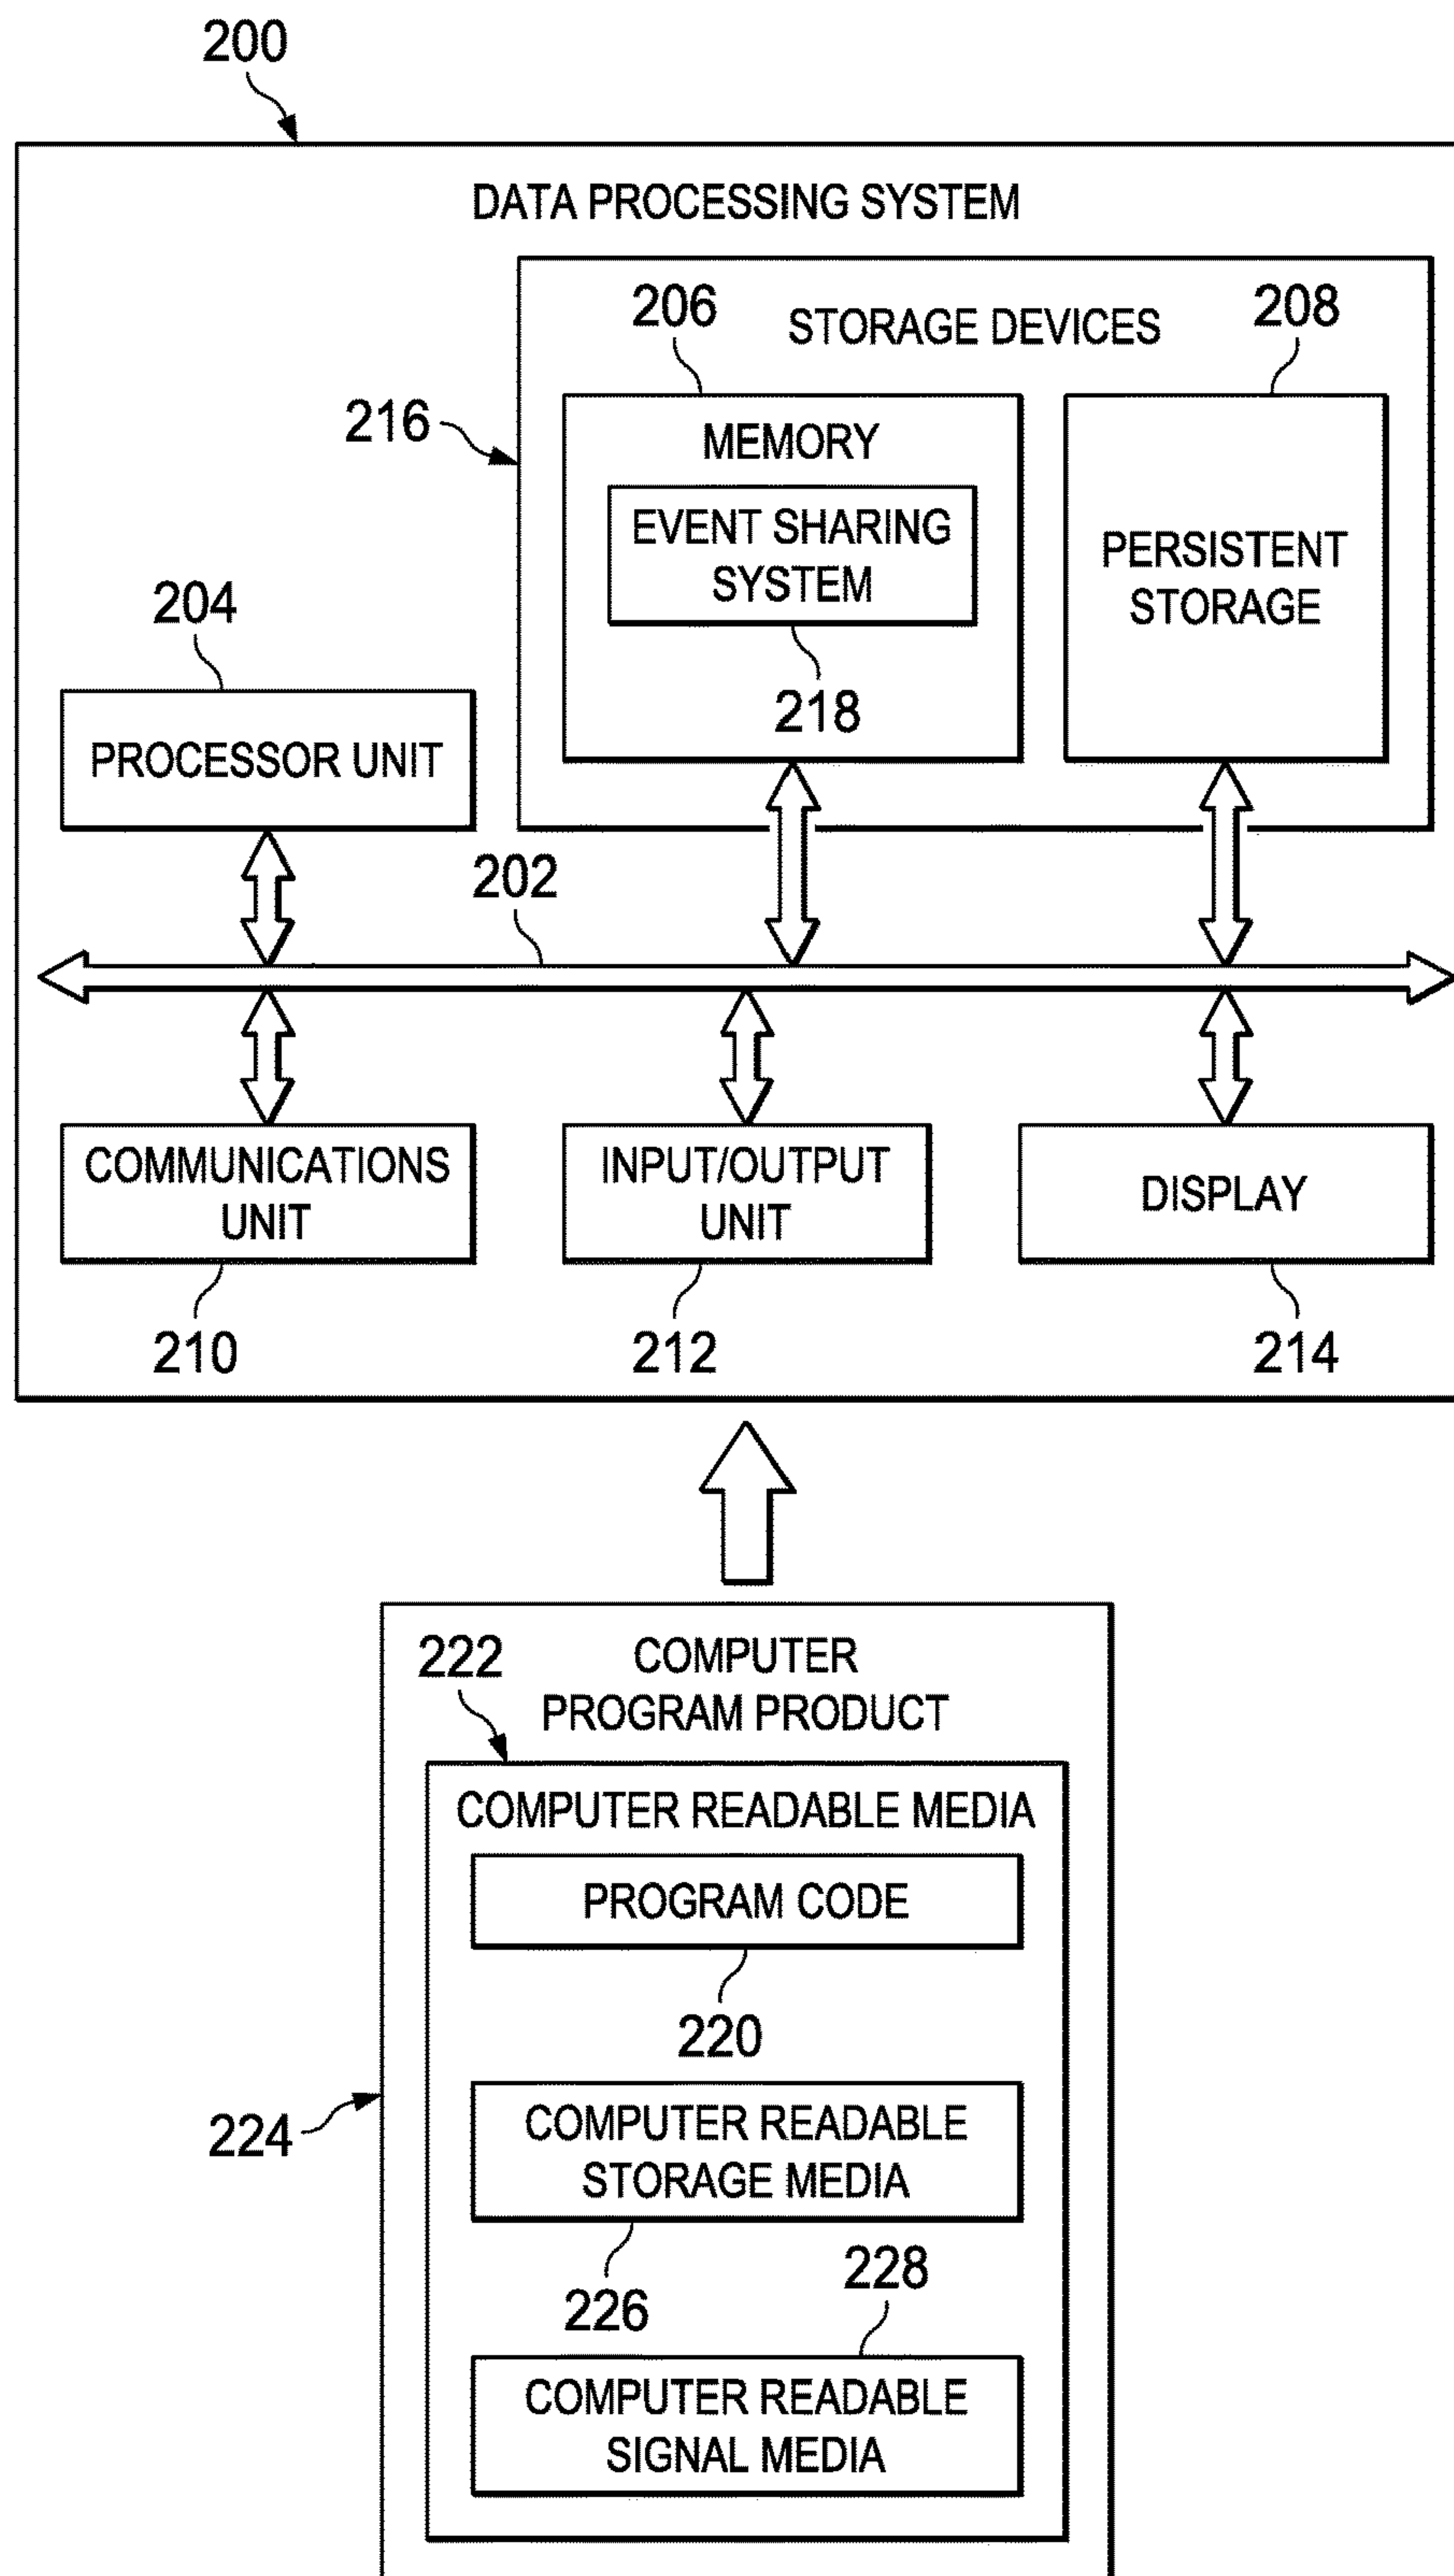 200
DATA PROCESSING SYSTEM
206
STORAGE DEVICES
208
216
MEMORY
EVENT SHARING
SYSTEM
PERSISTENT
STORAGE
204
218
PROCESSOR UNIT
202
COMMUNICATIONS
UNIT
INPUT/OUTPUT
UNIT
DISPLAY
210
212
214
222
COMPUTER
PROGRAM PRODUCT
COMPUTER READABLE MEDIA
PROGRAM CODE
220
224
COMPUTER READABLE
STORAGE MEDIA
226
228
COMPUTER READABLE
SIGNAL MEDIA